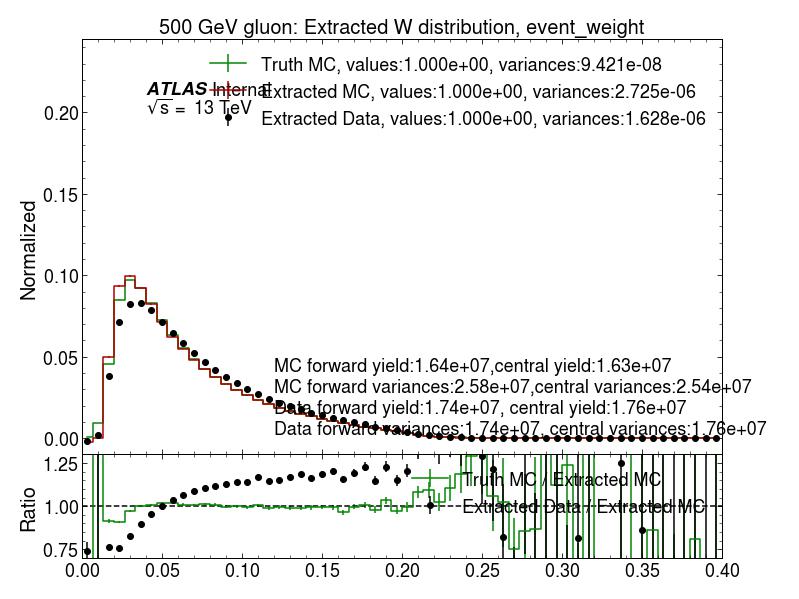 500 GeV gluon: Extracted W distribution, event_weight
Truth MC, values:1.000e+00, variances:9.421e-08
ATLAS Internal
Extracted MC, values:1.000e+00, variances:2.725e-06
√s = 13 TeV
Extracted Data, values:1.000e+00, variances:1.628e-06
Normalized
0.20
0.15
0.10
0.05
0.00
MC forward yield:1.64e+07,central yield:1.63e+07
MC forward variances:2.58e+07,central variances:2.54e+07
Data forward yield:1.74e+07, central yield:1.76e+07
Data forward variances:1.74e+07, central variances:1.76e+07
Ratio
1.25
1.00
0.75
Truth MC / Extracted MC
Extracted Data / Extracted MC
0.00 0.05 0.10 0.15 0.20 0.25 0.30 0.35 0.40